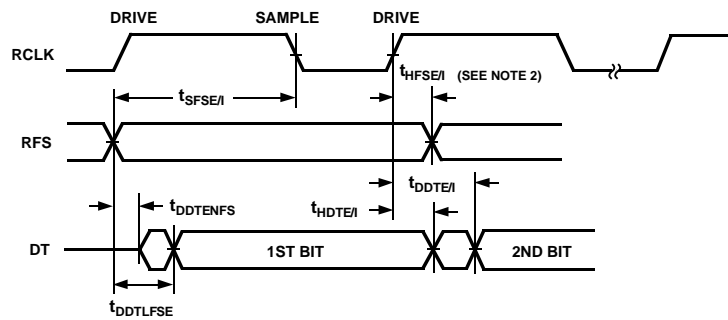 DRIVE SAMPLE DRIVE
RCLK
tHFSE/I (SEE NOTE 2)
tSFSE/I
RFS
tDDTE/I
tDDTENFS
tHDTE/I
DT 1ST BIT 2ND BIT
tDDTLFSE